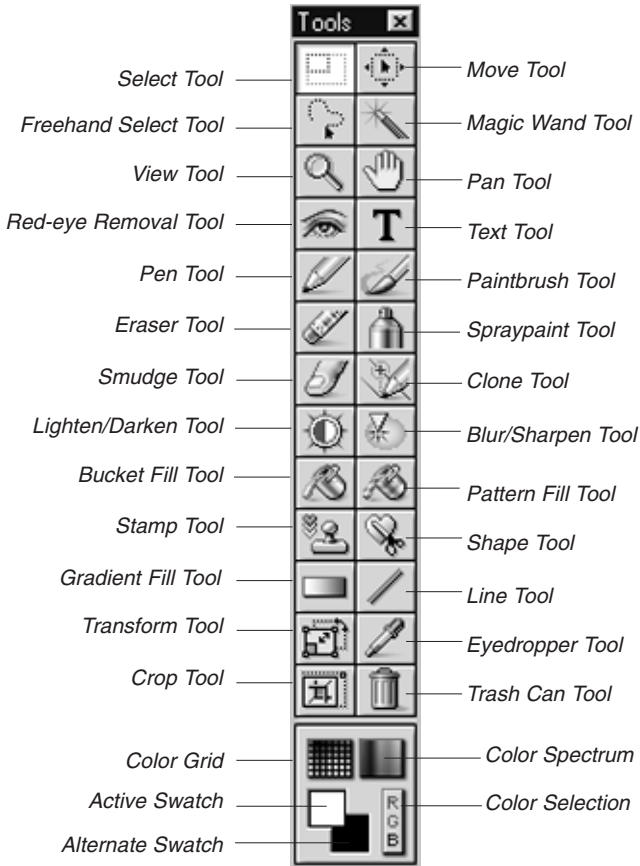 Tools
Select Tool
Move Tool
Freehand Select Tool
Magic Wand Tool
View Tool
Pan Tool
Red-eye Removal Tool
T
Text Tool
Pen Tool
Paintbrush Tool
Eraser Tool
Spraypaint Tool
Smudge Tool
Clone Tool
Lighten/Darken Tool
Blur/Sharpen Tool
Bucket Fill Tool
Pattern Fill Tool
Stamp Tool
Shape Tool
Gradient Fill Tool
Line Tool
Transform Tool
Eyedropper Tool
Crop Tool
Trash Can Tool
Color Grid
Color Spectrum
Active Swatch
Color Selection
R
G
B
Alternate Swatch